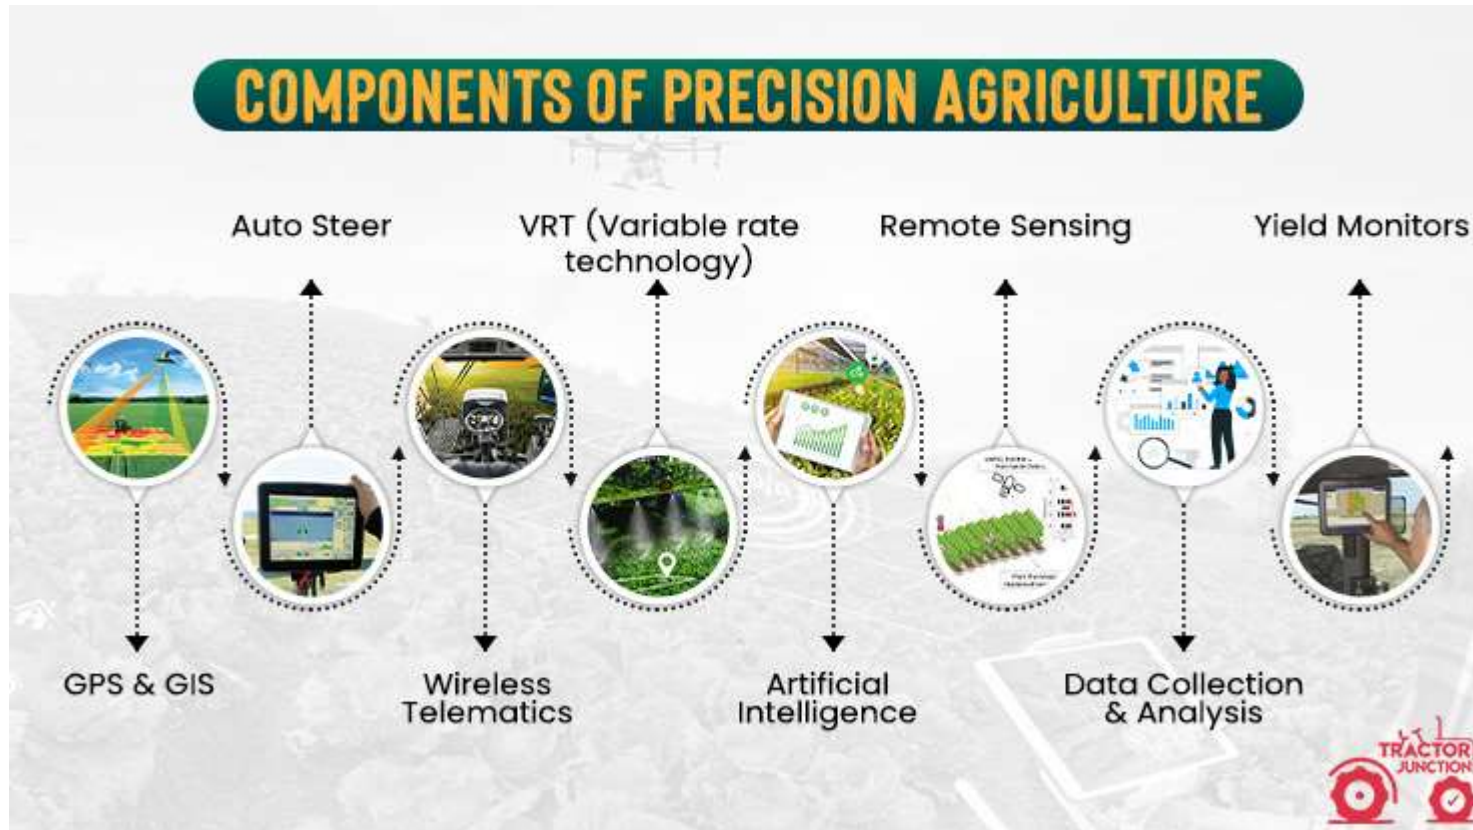 COMPONENTS OF PRECISION AGRICULTURE
Auto Steer
VRT (Variable rate
technology)
Remote Sensing
Yield Monitors
GPS & GIS
Wireless
Telematics
Artificial
Intelligence
Data Collection
& Analysis
TRACTOR
JUNCTION